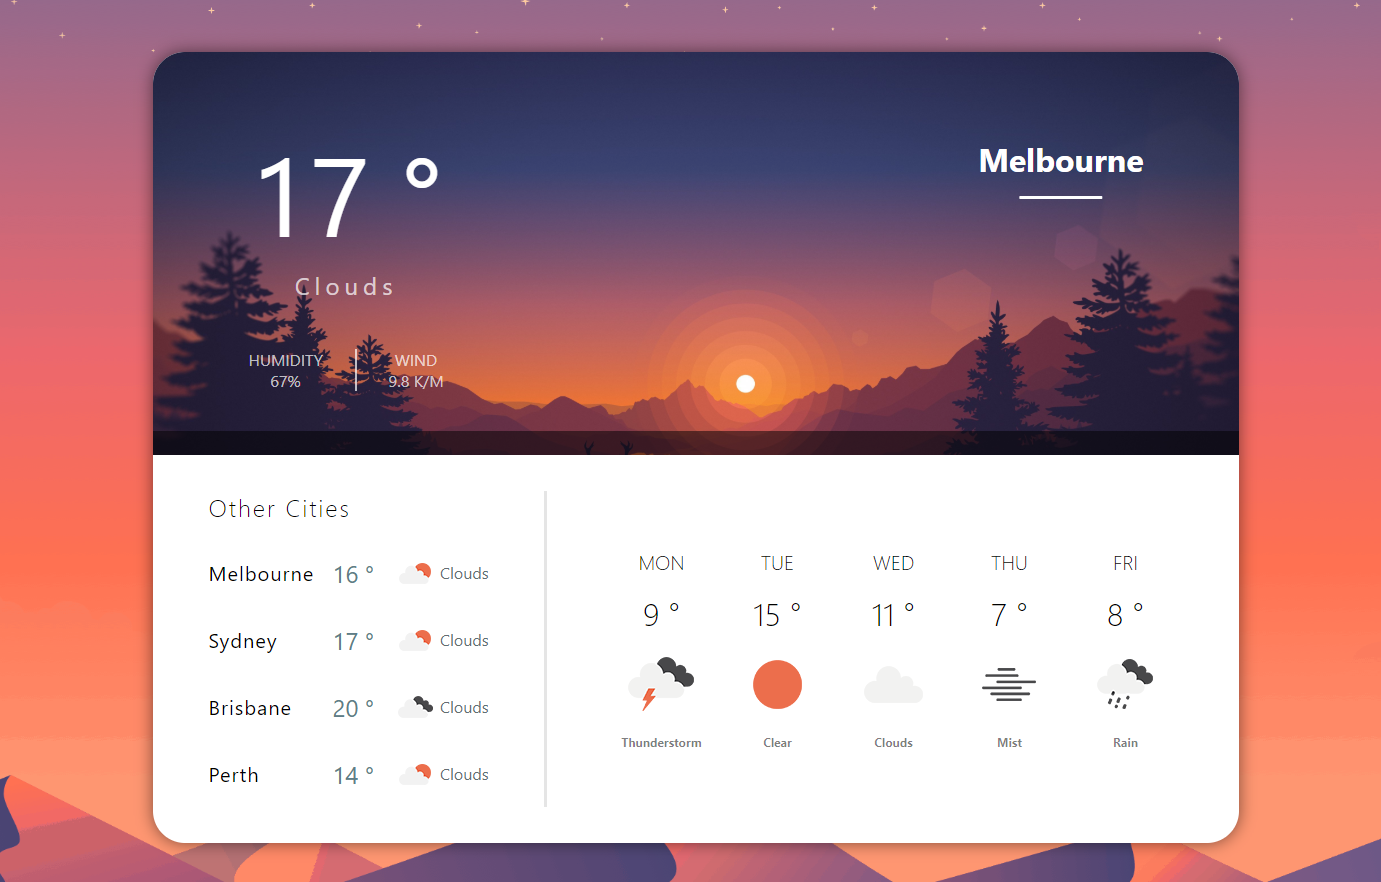 17 °
Melbourne
Clouds
HUMIDITY
67%
WIND
9.8 K/M
Other Cities
Melbourne 16 ° Clouds
Sydney 17 ° Clouds
Brisbane 20 ° Clouds
Perth 14 ° Clouds
MON TUE WED THU FRI
9 ° 15 ° 11 ° 7 ° 8 °
Thunderstorm Clear Clouds Mist Rain